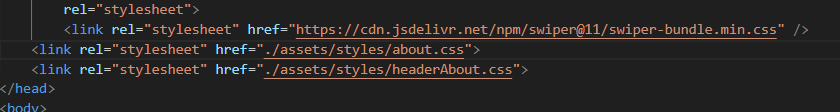 rel="stylesheet">
<link rel="stylesheet" href="https://cdn.jsdelivr.net/npm/swiper@11/swiper-bundle.min.css" />
<link rel="stylesheet" href="./assets/styles/about.css">
<link rel="stylesheet" href="./assets/styles/headerAbout.css">
</head>
<body>